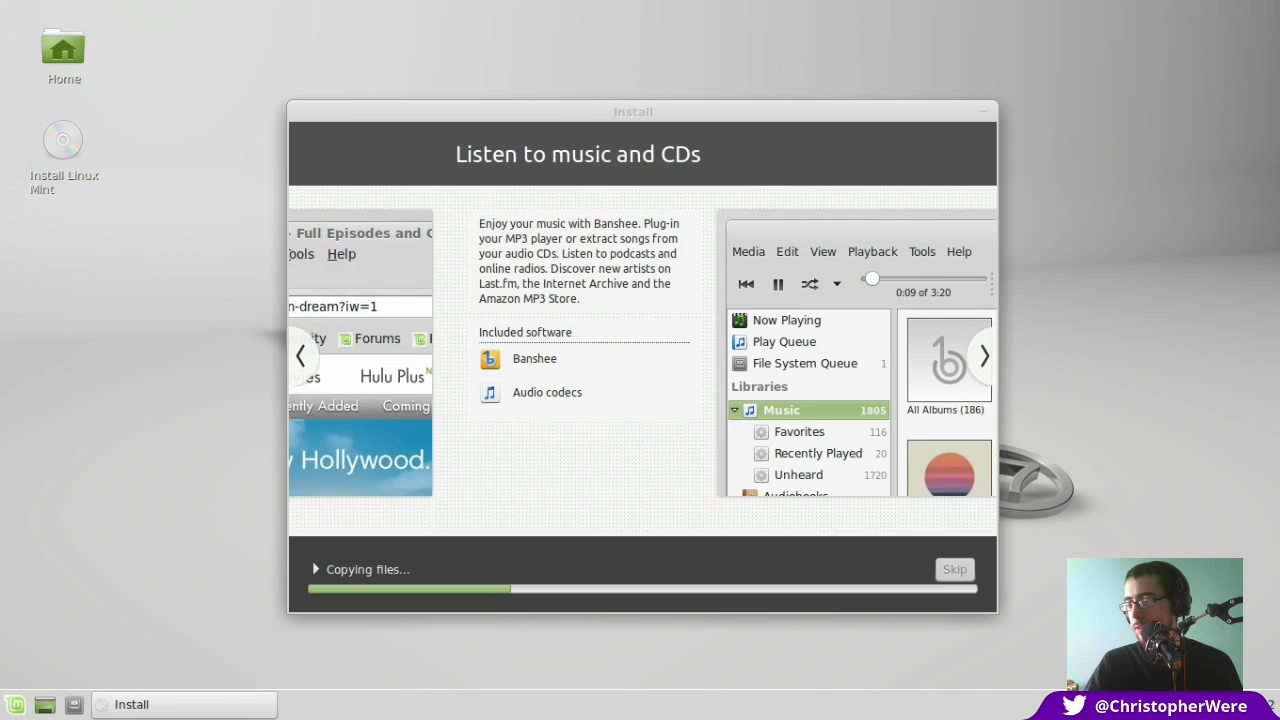 Home
Install Linux
Mint
Install
Listen to music and CDs
- Full Episodes and
Help
n-dream?iw=1
Forums
Hulu Plus
ently Added
Coming
Hollywood.
Enjoy your music with Banshee. Plug-in
your MP3 player or extract songs from
your audio CDs. Listen to podcasts and
online radios. Discover new artists on
Last.fm, the Internet Archive and the
Amazon MP3 Store.
Included software
Banshee
Audio codecs
Media Edit View Playback Tools Help
0:09 of 3:20
Now Playing
Play Queue
File System Queue 1
Libraries
Music 1805
Favorites 116
Recently Played 20
Unheard 1720
Audiobooks
All Albums (186)
Copying files...
Skip
Install
@ChristopherWere